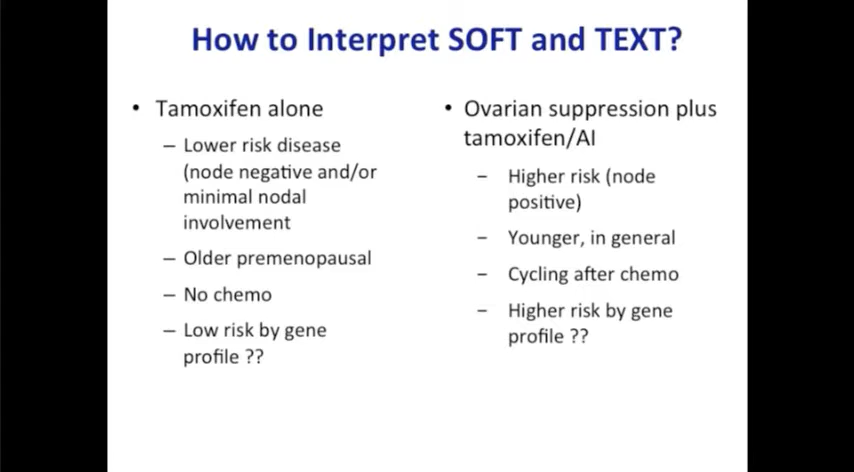 How to Interpret SOFT and TEXT?
• Tamoxifen alone
– Lower risk disease
(node negative and/or
minimal nodal
involvement
– Older premenopausal
– No chemo
– Low risk by gene
profile ??
• Ovarian suppression plus
tamoxifen/AI
– Higher risk (node
positive)
– Younger, in general
– Cycling after chemo
– Higher risk by gene
profile ??